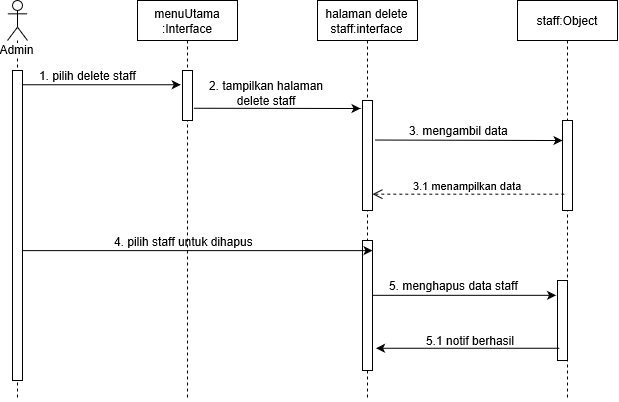 menuUtama
:Interface
halaman delete
staff:interface
staff:Object
Admin
1. pilih delete staff
2. tampilkan halaman
delete staff
3. mengambil data
3.1 menampilkan data
4. pilih staff untuk dihapus
5. menghapus data staff
5.1 notif berhasil